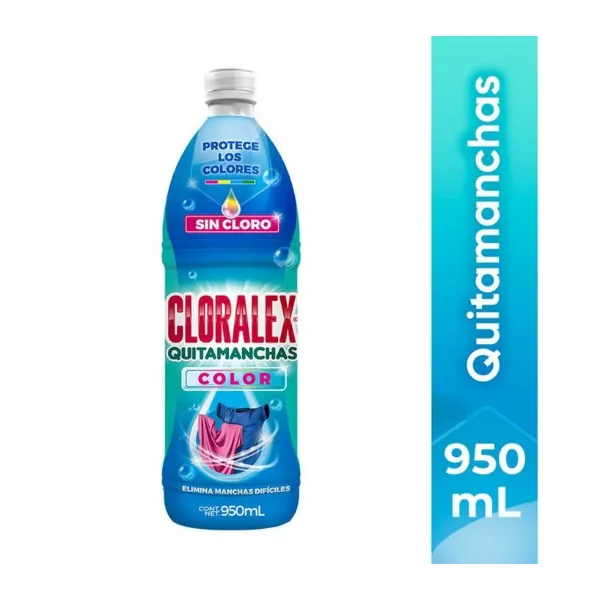 PROTEGE
LOS
COLORES
SIN CLORO
CLORALEX®
QUITAMANCHAS
COLOR
ELIMINA MANCHAS DIFÍCILES
CONT.
NET. 950mL
Quitamanchas
950
mL